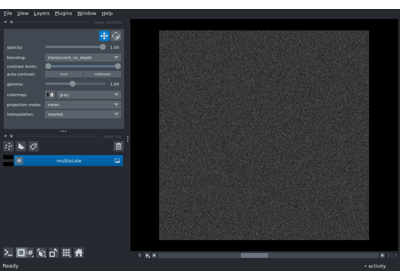 File View Layers Plugins Window Help
layer controls
opacity: 1.00
blending: translucent_no_depth
contrast limits:
auto-contrast: once continuous
gamma: 1.00
colormap: gray
projection mode: mean
interpolation: nearest
layer list
multiscale
0
Ready activity